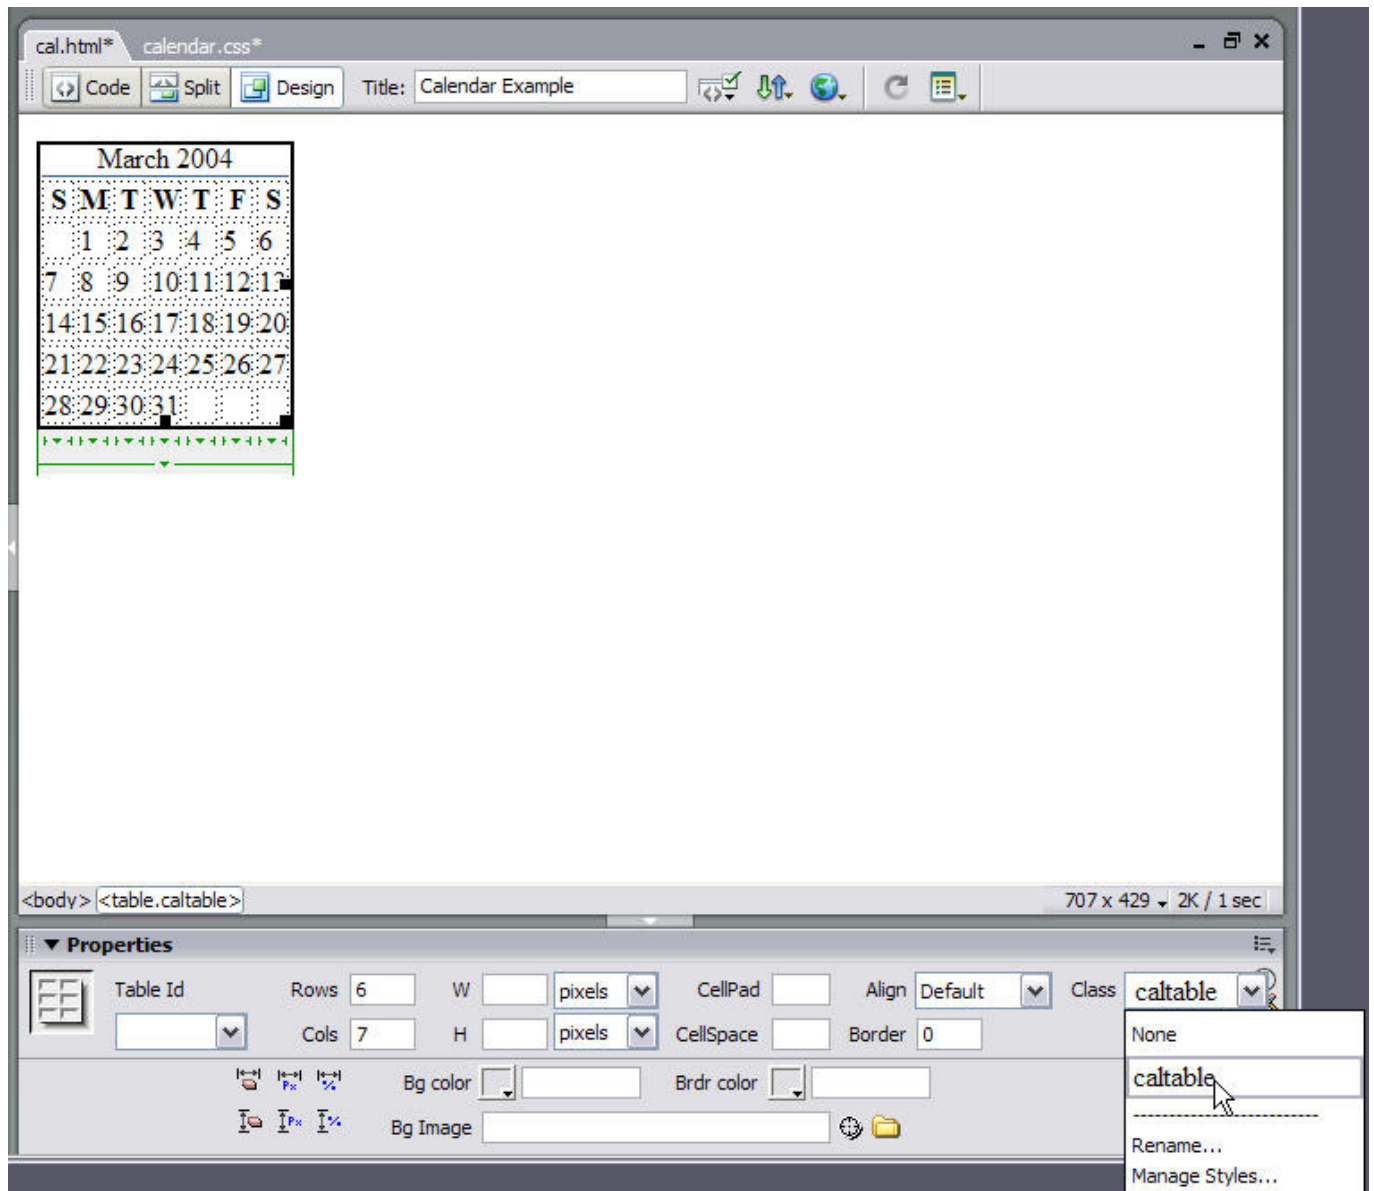 cal.html* calendar.css*
Code Split Design Title: Calendar Example
March 2004
S M T W T F S
1 2 3 4 5 6
7 8 9 10 11 12 13
14 15 16 17 18 19 20
21 22 23 24 25 26 27
28 29 30 31
<body> <table.caltable> 707 x 429 2K / 1 sec
Properties
Table Id Rows 6 W pixels CellPad Align Default Class caltable
Cols 7 H pixels CellSpace Border 0
None
caltable
Px % Bg color Brdr color
Px % Bg Image
------------------------
Rename...
Manage Styles...